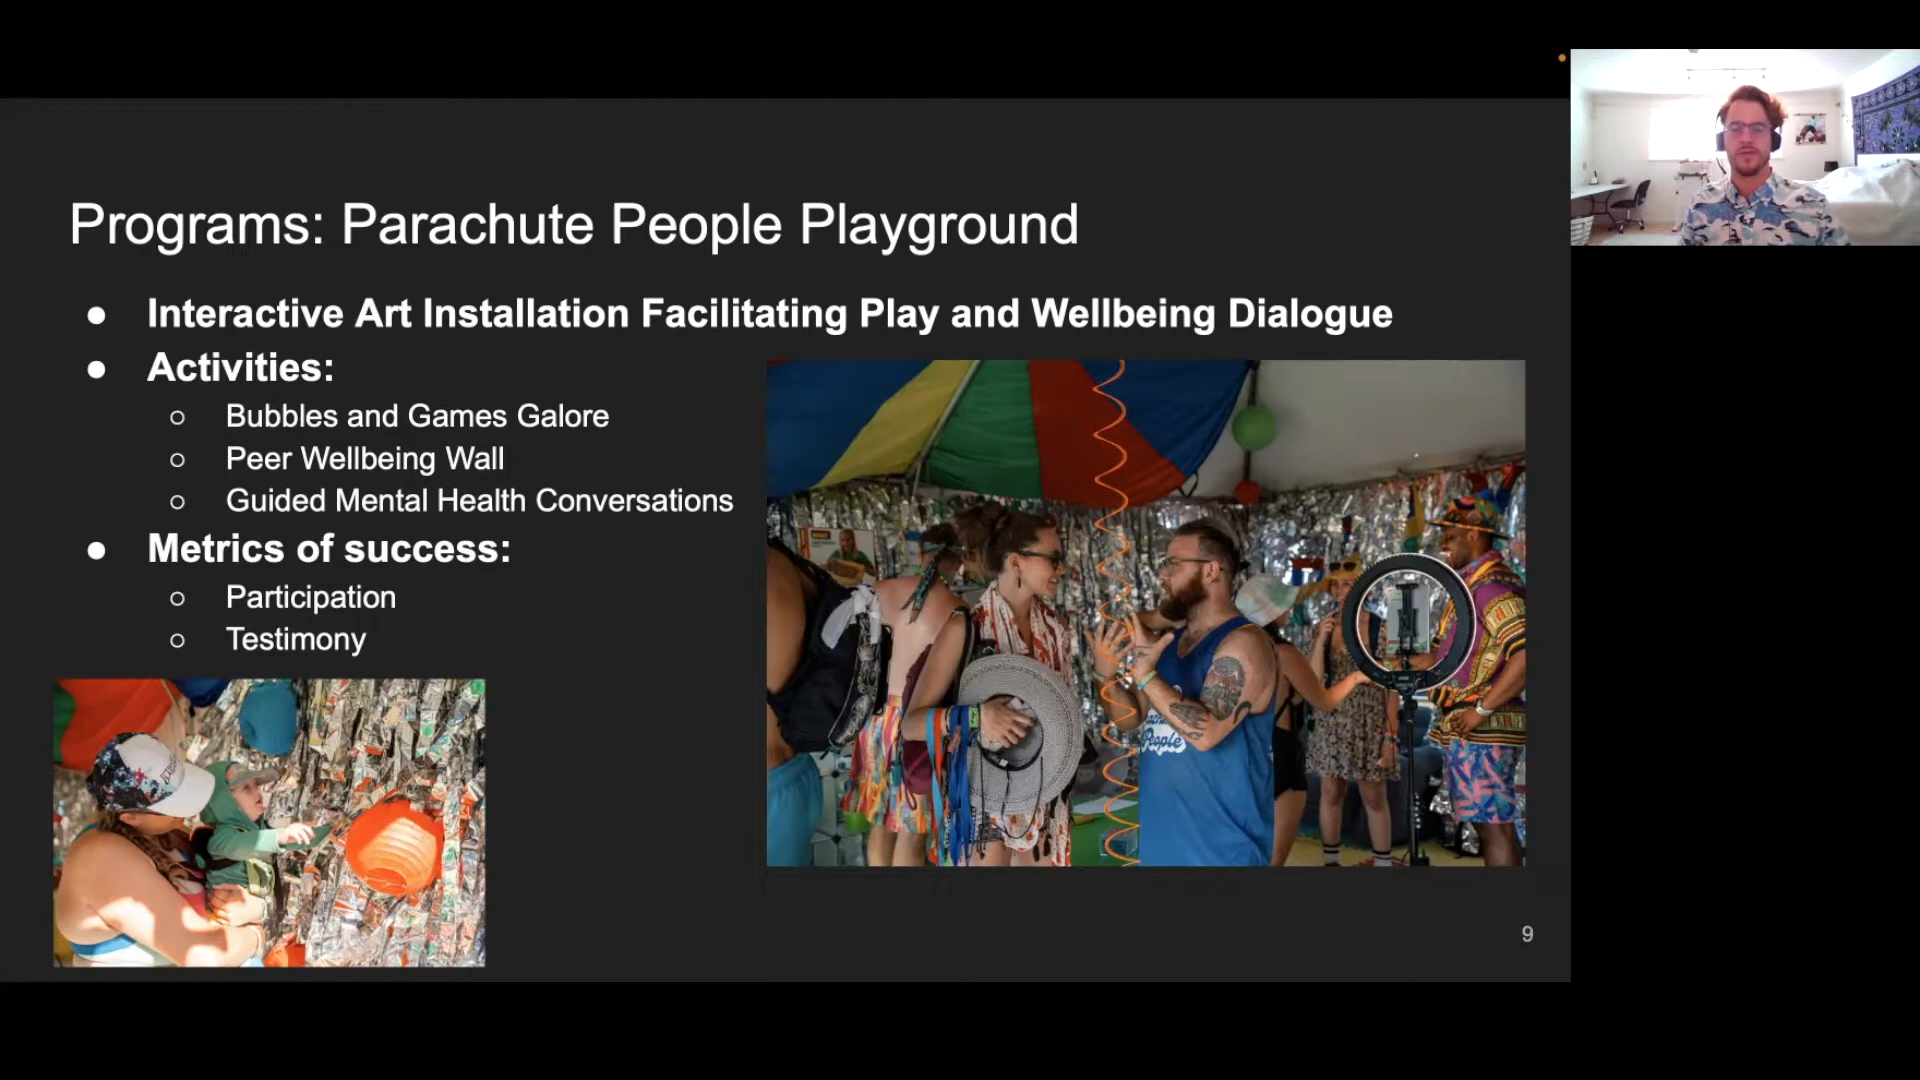 Programs: Parachute People Playground
● Interactive Art Installation Facilitating Play and Wellbeing Dialogue
● Activities:
○ Bubbles and Games Galore
○ Peer Wellbeing Wall
○ Guided Mental Health Conversations
● Metrics of success:
○ Participation
○ Testimony
People
9